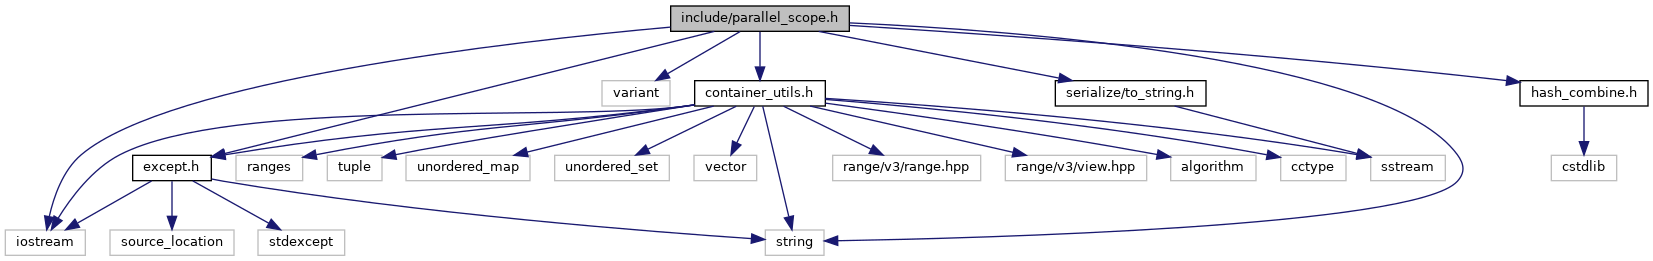 include/parallel_scope.h
variant
container_utils.h
serialize/to_string.h
hash_combine.h
except.h
ranges
tuple
unordered_map
unordered_set
vector
range/v3/range.hpp
range/v3/view.hpp
algorithm
cctype
sstream
cstdlib
iostream
source_location
stdexcept
string